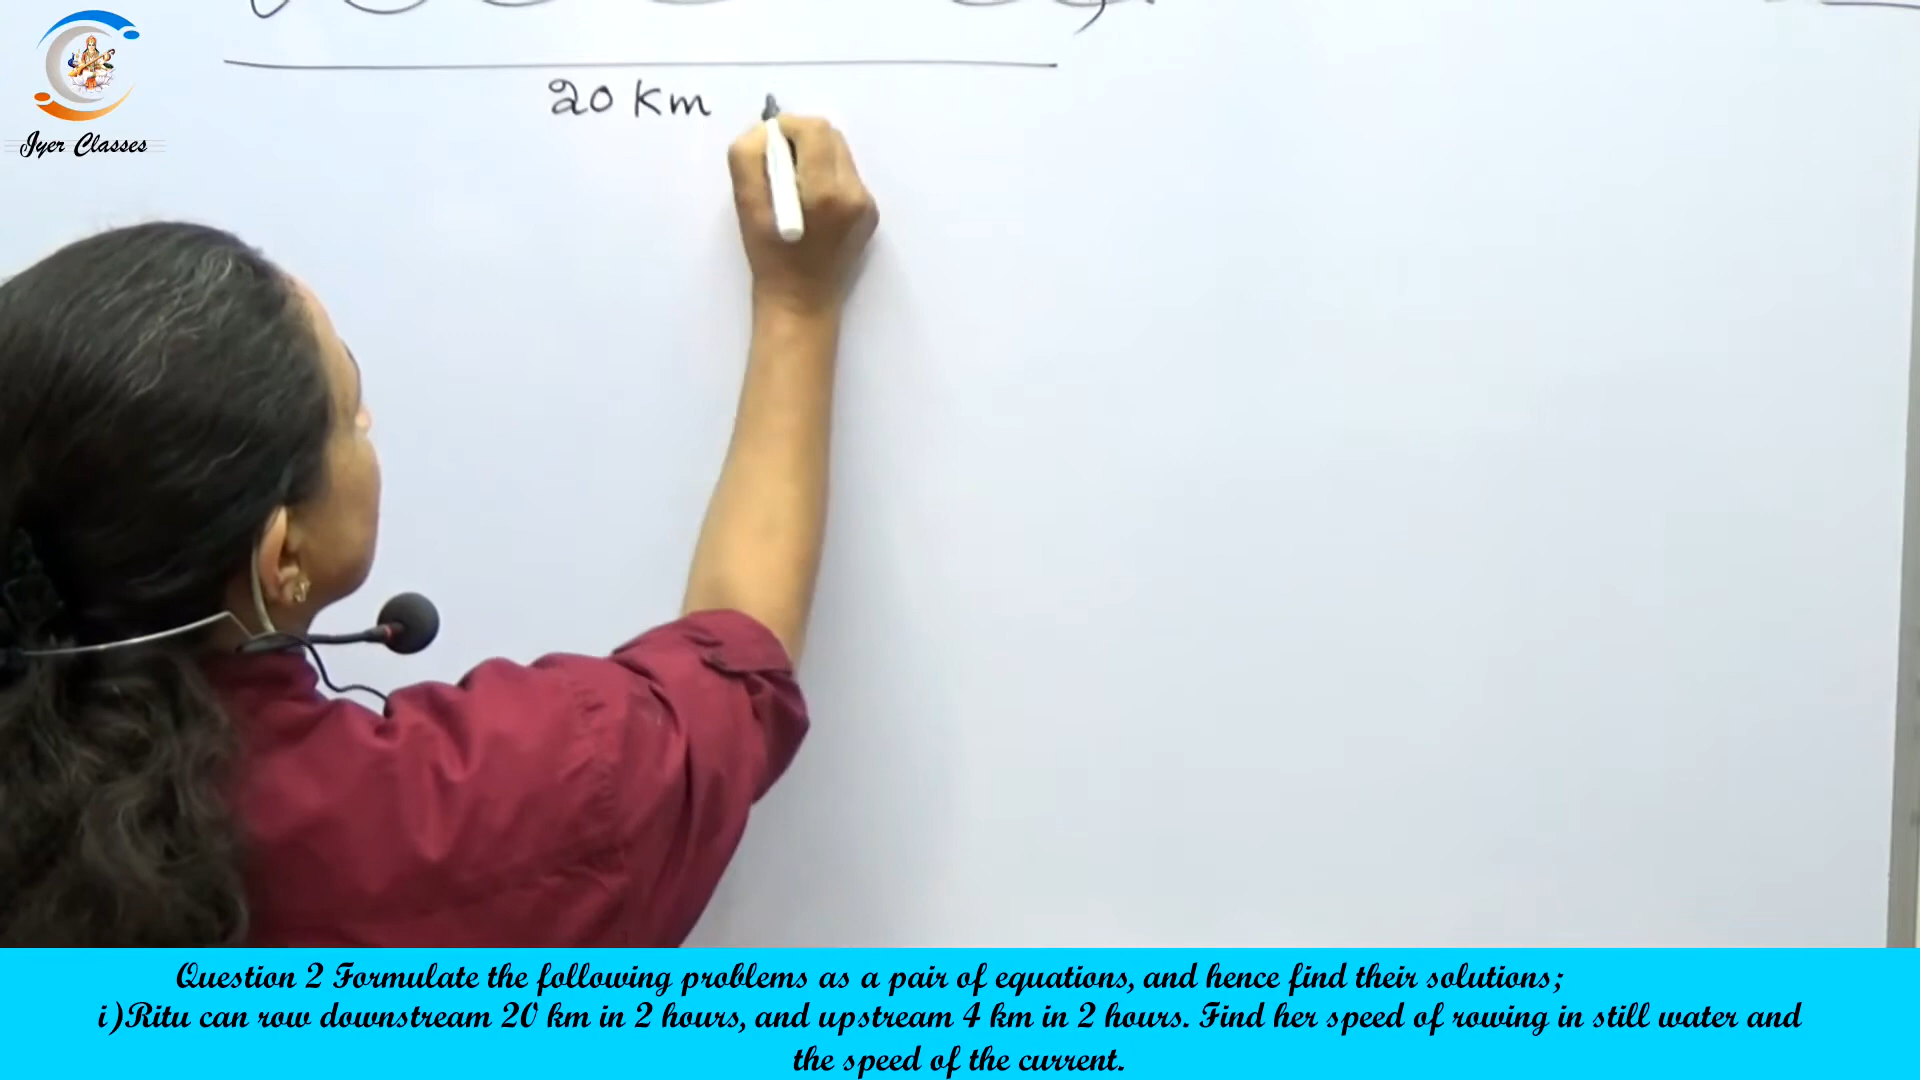 Iyer Classes
20 km
Question 2 Formulate the following problems as a pair of equations, and hence find their solutions;
i)Ritu can row downstream 20 km in 2 hours, and upstream 4 km in 2 hours. Find her speed of rowing in still water and
the speed of the current.